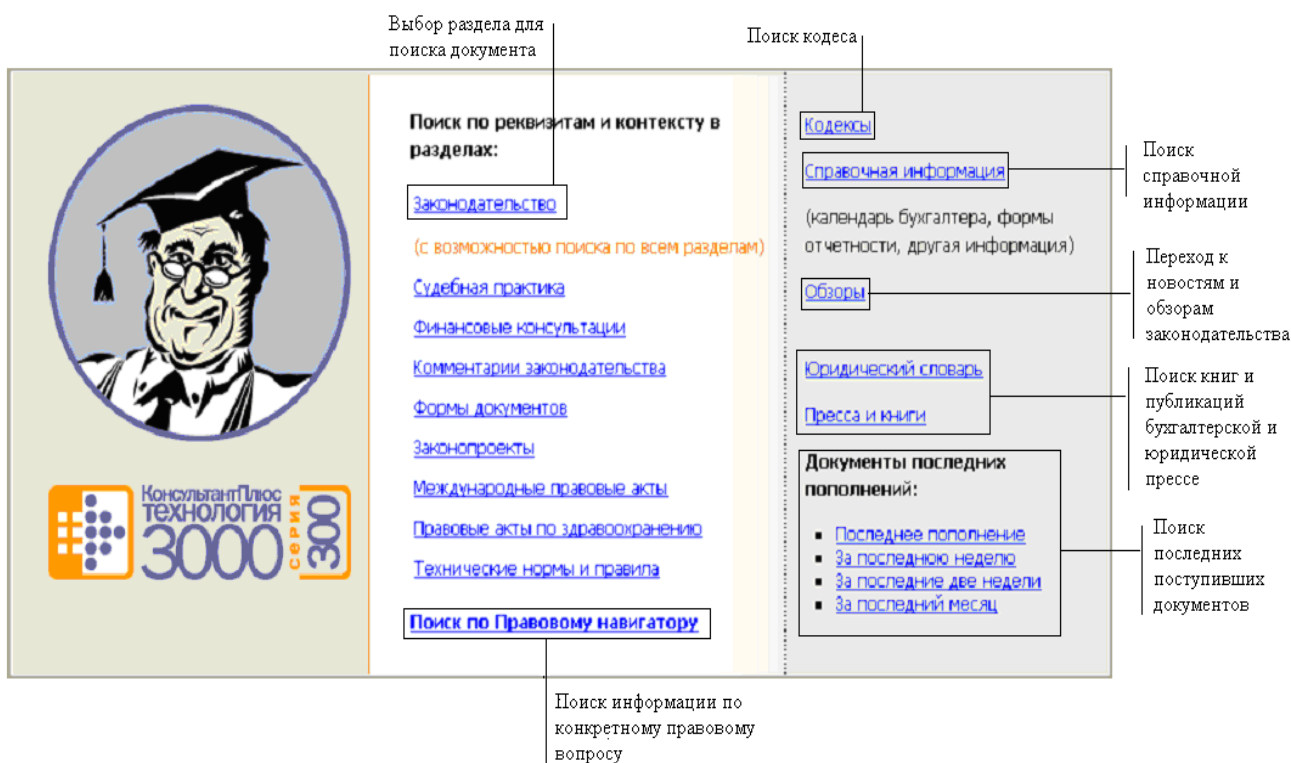 Выбор раздела для
поиска документа
Поиск кодеса
Поиск по реквизитам и контексту в
разделах:
Законодательство
(с возможностью поиска по всем разделам)
Судебная практика
Финансовые консультации
Комментарии законодательства
Формы документов
Законопроекты
Международные правовые акты
Правовые акты по здравоохранению
Технические нормы и правила
Поиск по Правовому навигатору
Кодексы
Справочная информация
(календарь бухгалтера, формы
отчетности, другая информация)
Обзоры
Юридический словарь
Пресса и книги
Документы последних
пополнений:
Последнее пополнение
За последнюю неделю
За последние две недели
За последний месяц
Поиск
справочной
информации
Переход к
новостям и
обзорам
законодательства
Поиск книг и
публикаций
бухгалтерской и
юридической
прессе
Поиск
последних
поступивших
документов
КонсультантПлюс
технология
3000
серия
300
Поиск информации по
конкретному правовому
вопросу